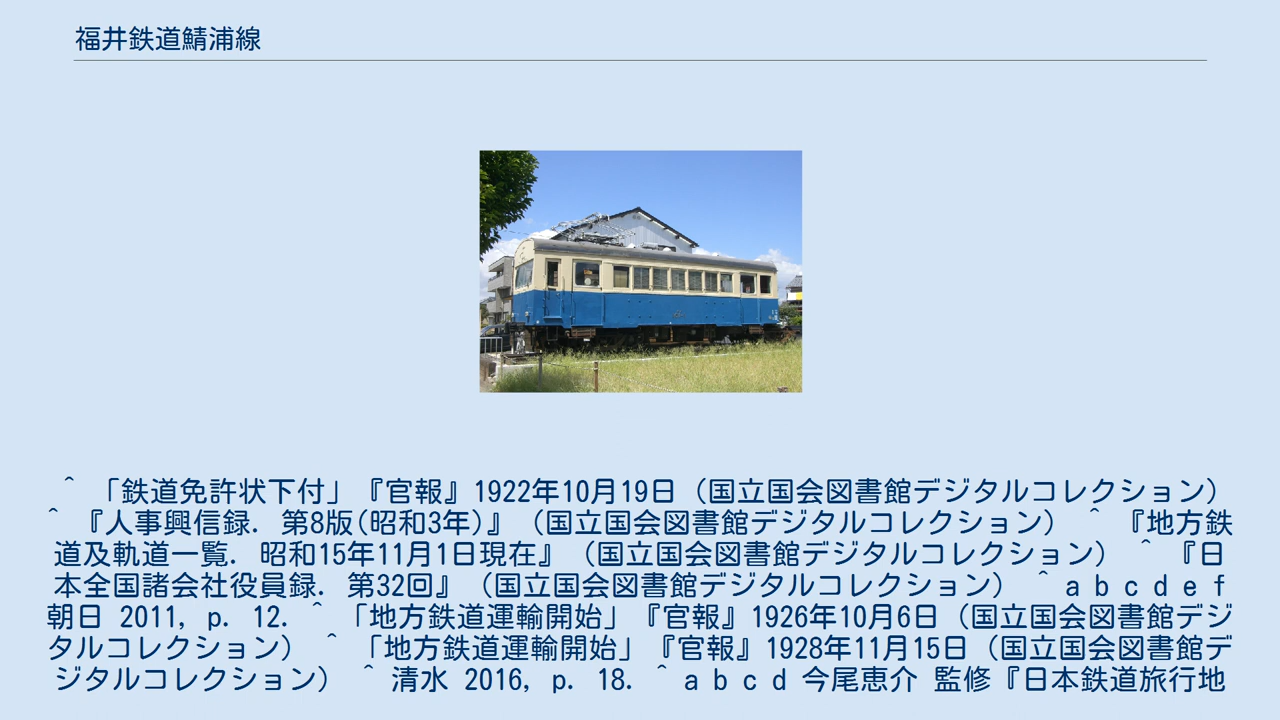 福井鉄道鯖浦線
^ 「鉄道免許状下付」『官報』1922年10月19日（国立国会図書館デジタルコレクション）
^ 『人事興信録. 第8版(昭和3年)』（国立国会図書館デジタルコレクション） ^ 『地方鉄
道及軌道一覧. 昭和15年11月1日現在』（国立国会図書館デジタルコレクション） ^ 『日
本全国諸会社役員録. 第32回』（国立国会図書館デジタルコレクション） ^ a b c d e f
朝日 2011, p. 12. ^ 「地方鉄道運輸開始」『官報』1926年10月6日（国立国会図書館デジ
タルコレクション） ^ 「地方鉄道運輸開始」『官報』1928年11月15日（国立国会図書館デ
ジタルコレクション） ^ 清水 2016, p. 18. ^ a b c d 今尾恵介 監修『日本鉄道旅行地